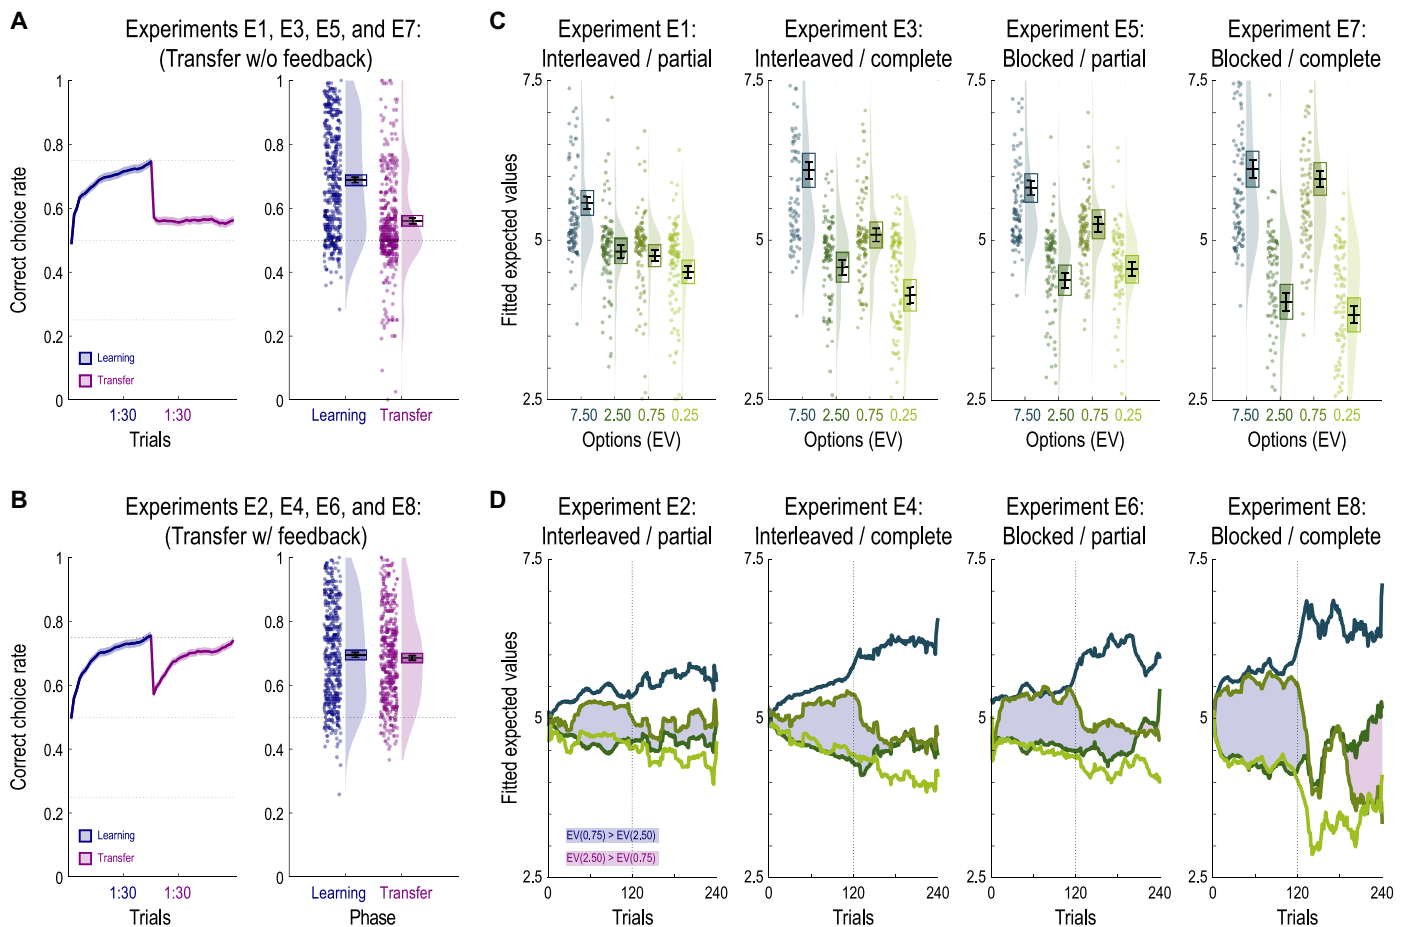 A
Experiments E1, E3, E5, and E7:
(Transfer w/o feedback)
Correct choice rate
1
0.8
0.6
0.4
0.2
0
Learning
Transfer
1:30 1:30
Trials
1
0.8
0.6
0.4
0.2
0
Learning Transfer
C
Experiment E1:
Interleaved / partial
Fitted expected values
7.5
5
2.5
7.50 2.50 0.75 0.25
Options (EV)
Experiment E3:
Interleaved / complete
7.5
5
2.5
7.50 2.50 0.75 0.25
Options (EV)
Experiment E5:
Blocked / partial
7.5
5
2.5
7.50 2.50 0.75 0.25
Options (EV)
Experiment E7:
Blocked / complete
7.5
5
2.5
7.50 2.50 0.75 0.25
Options (EV)
B
Experiments E2, E4, E6, and E8:
(Transfer w/ feedback)
Correct choice rate
1
0.8
0.6
0.4
0.2
0
Learning
Transfer
1:30 1:30
Trials
1
0.8
0.6
0.4
0.2
0
Learning Transfer
Phase
D
Experiment E2:
Interleaved / partial
Fitted expected values
7.5
5
2.5
EV(0.75) > EV(2.50)
EV(2.50) > EV(0.75)
0 120 240
Trials
Experiment E4:
Interleaved / complete
7.5
5
2.5
0 120 240
Trials
Experiment E6:
Blocked / partial
7.5
5
2.5
0 120 240
Trials
Experiment E8:
Blocked / complete
7.5
5
2.5
0 120 240
Trials